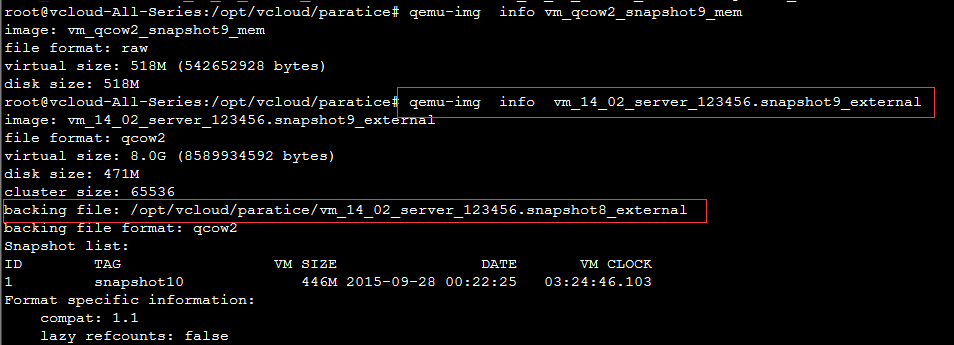 root@vcloud-All-Series:/opt/vcloud/paratice# qemu-img  info vm_qcow2_snapshot9_mem
image: vm_qcow2_snapshot9_mem
file format: raw
virtual size: 518M (542652928 bytes)
disk size: 518M
root@vcloud-All-Series:/opt/vcloud/paratice# qemu-img  info  vm_14_02_server_123456.snapshot9_external
image: vm_14_02_server_123456.snapshot9_external
file format: qcow2
virtual size: 8.0G (8589934592 bytes)
disk size: 471M
cluster size: 65536
backing file: /opt/vcloud/paratice/vm_14_02_server_123456.snapshot8_external
backing file format: qcow2
Snapshot list:
ID        TAG                 VM SIZE                DATE       VM CLOCK
1         snapshot10             446M 2015-09-28 00:22:25   03:24:46.103
Format specific information:
    compat: 1.1
    lazy refcounts: false